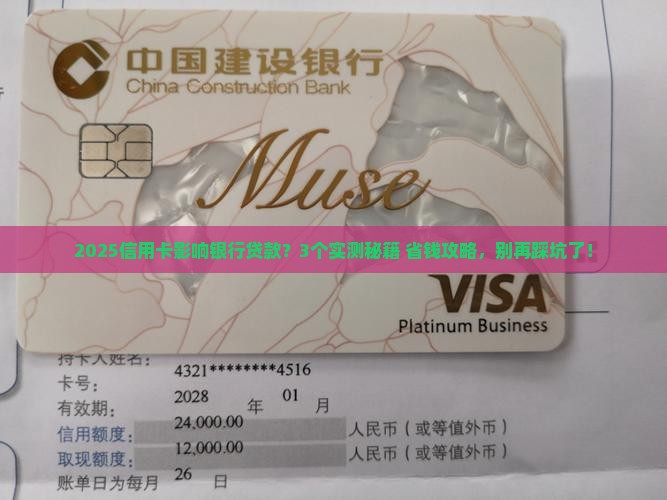 中国建设银行
China Construction Bank
Muse
2025信用卡影响银行贷款？3个实测秘籍 省钱攻略，别再踩坑了！
VISA
Platinum Business
持卡人姓名：
卡号： 4321********4516
有效期： 2028 年 01 月
信用额度： 24,000.00 人民币（或等值外币）
取现额度： 12,000.00 人民币（或等值外币）
账单日为每月 26 日